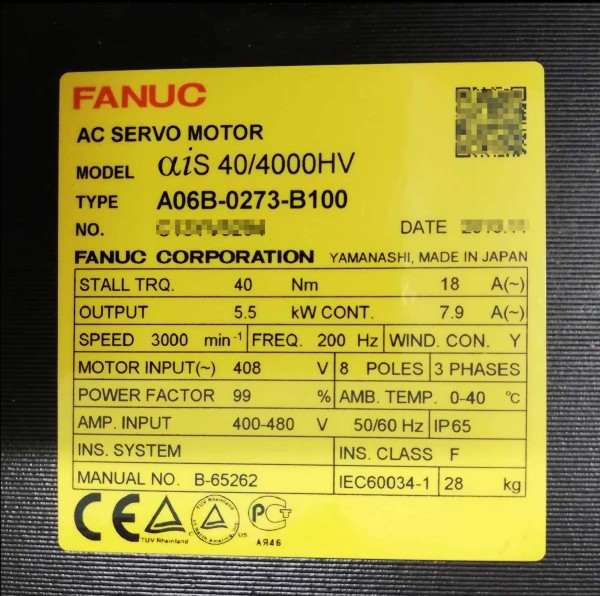 FANUC
AC SERVO MOTOR
MODEL αiS 40/4000HV
TYPE A06B-0273-B100
NO. DATE
FANUC CORPORATION YAMANASHI, MADE IN JAPAN
STALL TRQ. 40 Nm 18 A(~)
OUTPUT 5.5 kW CONT. 7.9 A(~)
SPEED 3000 min⁻¹ FREQ. 200 Hz WIND. CON. Y
MOTOR INPUT(~) 408 V 8 POLES 3 PHASES
POWER FACTOR 99 % AMB. TEMP. 0-40 °C
AMP. INPUT 400-480 V 50/60 Hz IP65
INS. SYSTEM INS. CLASS F
MANUAL NO. B-65262 IEC60034-1 28 kg
CE
TUV Rheinland
C US
АЯ46